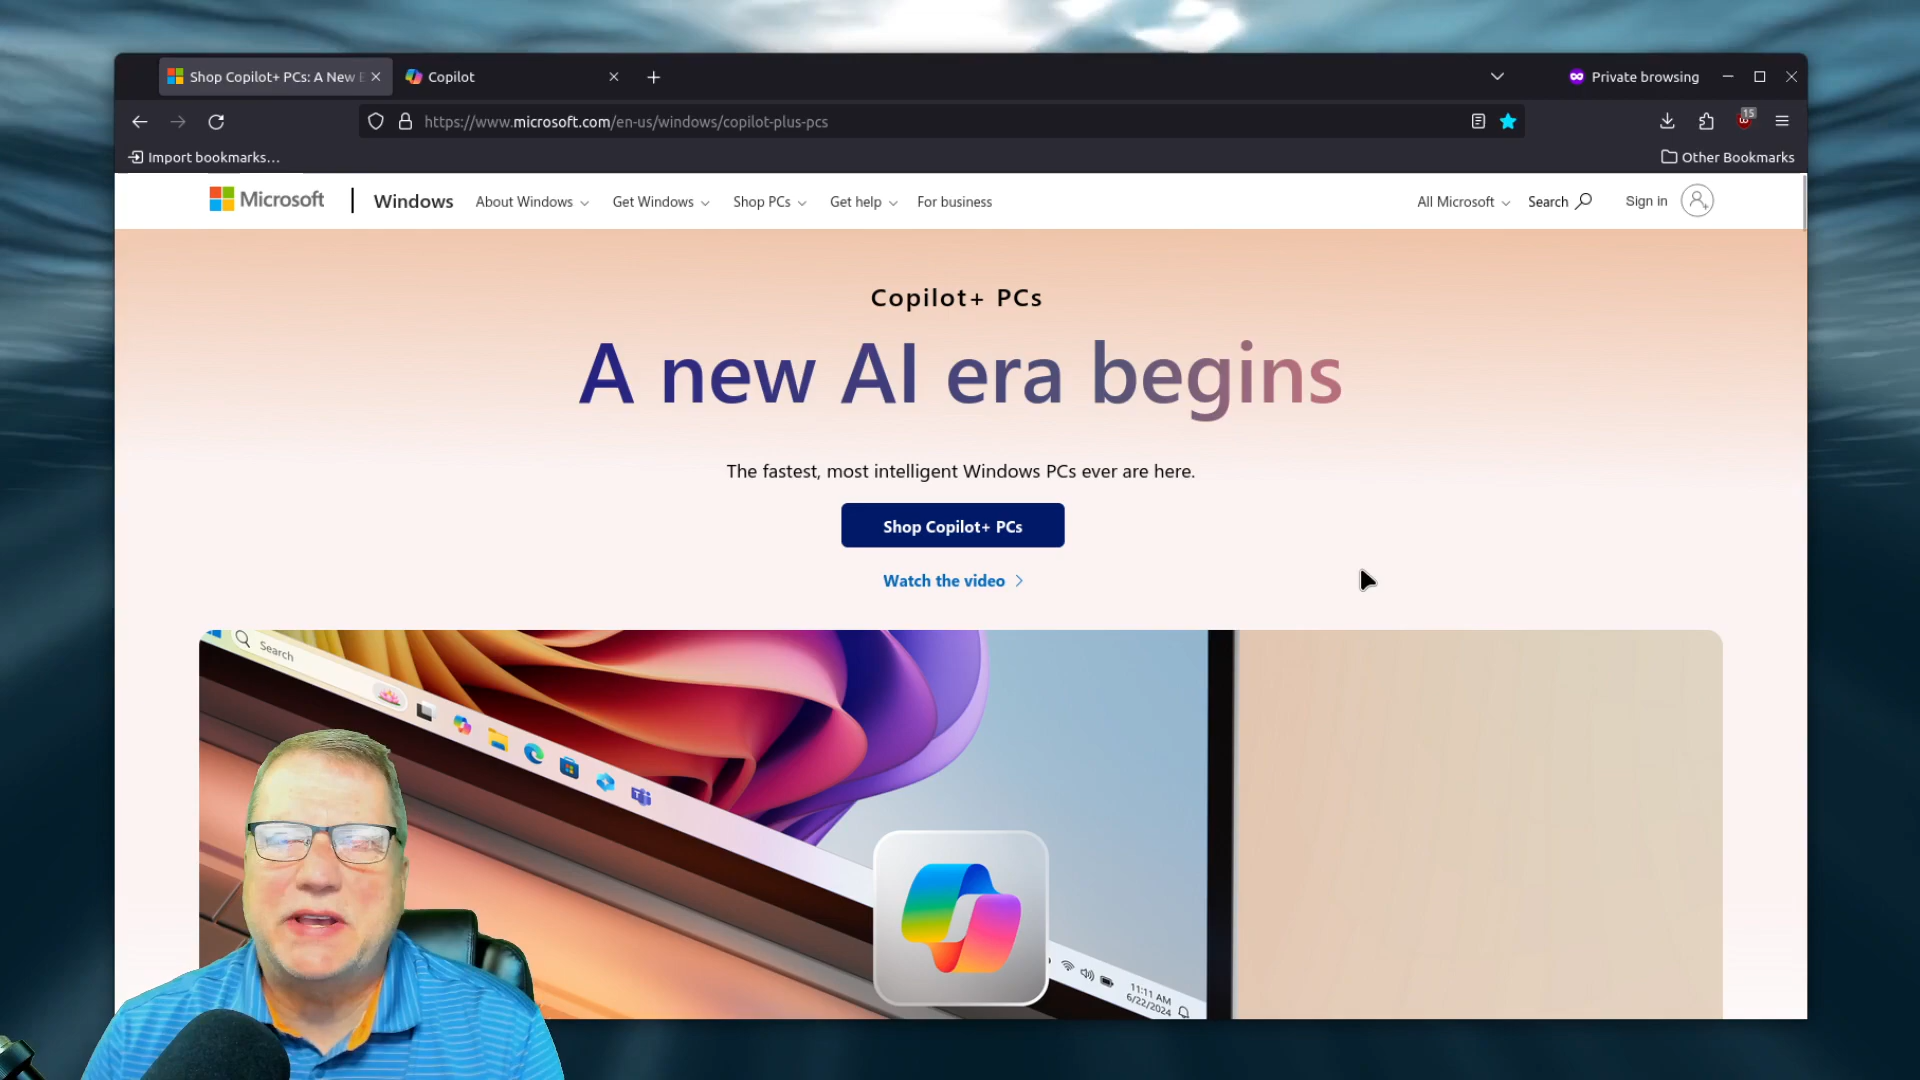 Shop Copilot+ PCs: A New E
Copilot
Private browsing
https://www.microsoft.com/en-us/windows/copilot-plus-pcs
15
Import bookmarks…
Other Bookmarks
Microsoft
Windows
About Windows
Get Windows
Shop PCs
Get help
For business
All Microsoft
Search
Sign in
Copilot+ PCs
A new AI era begins
The fastest, most intelligent Windows PCs ever are here.
Shop Copilot+ PCs
Watch the video
Search
11:11 AM
6/22/2024